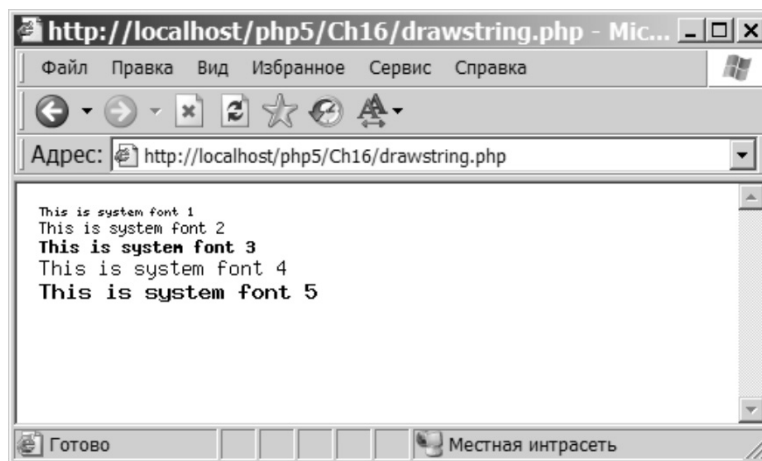 http://localhost/php5/Ch16/drawstring.php - Mic...
Файл Правка Вид Избранное Сервис Справка
Адрес: http://localhost/php5/Ch16/drawstring.php
This is system font 1
This is system font 2
This is system font 3
This is system font 4
This is system font 5
Готово Местная интрасеть